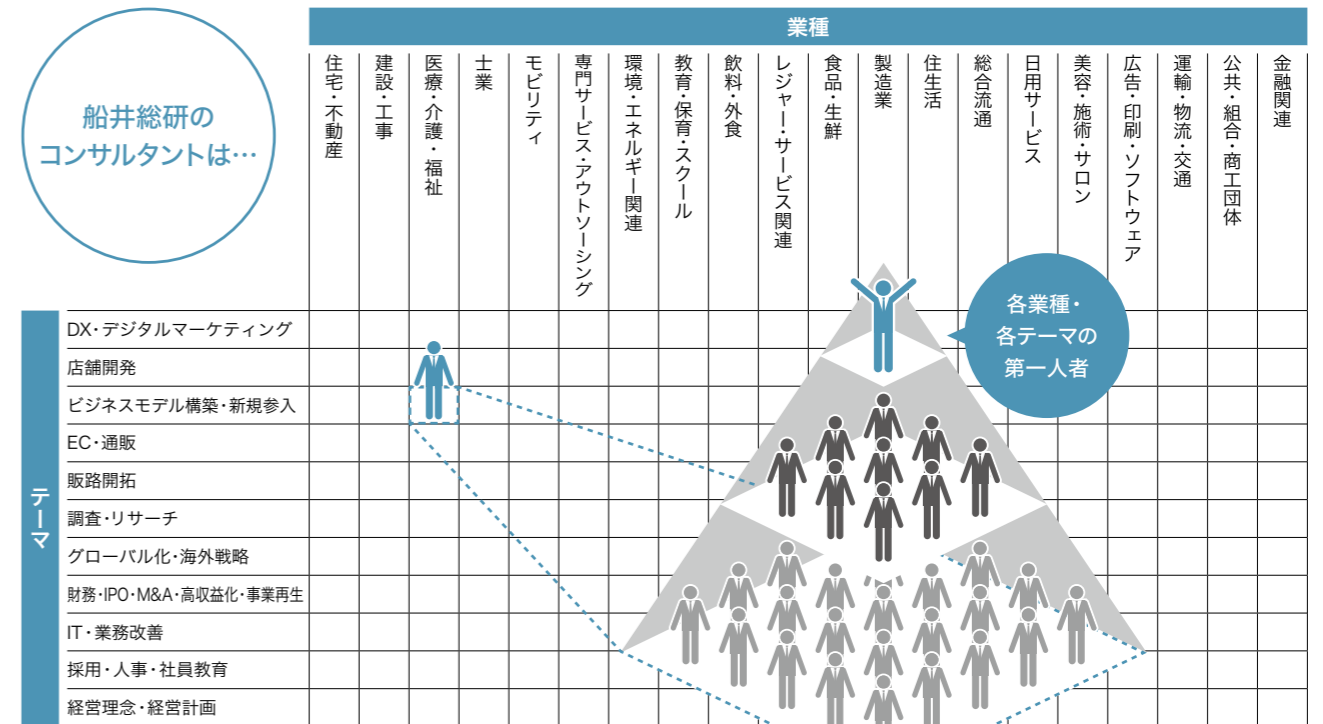 船井総研の
コンサルタントは…
業種
住宅・不動産
建設・工事
医療・介護・福祉
士業
モビリティ
専門サービス・アウトソーシング
環境・エネルギー関連
教育・保育・スクール
飲料・外食
レジャー・サービス関連
食品・生鮮
製造業
住生活
総合流通
日用サービス
美容・施術・サロン
広告・印刷・ソフトウェア
運輸・物流・交通
公共・組合・商工団体
金融関連
各業種・
各テーマの
第一人者
テーマ
DX・デジタルマーケティング
店舗開発
ビジネスモデル構築・新規参入
EC・通販
販路開拓
調査・リサーチ
グローバル化・海外戦略
財務・IPO・M&A・高収益化・事業再生
IT・業務改善
採用・人事・社員教育
経営理念・経営計画